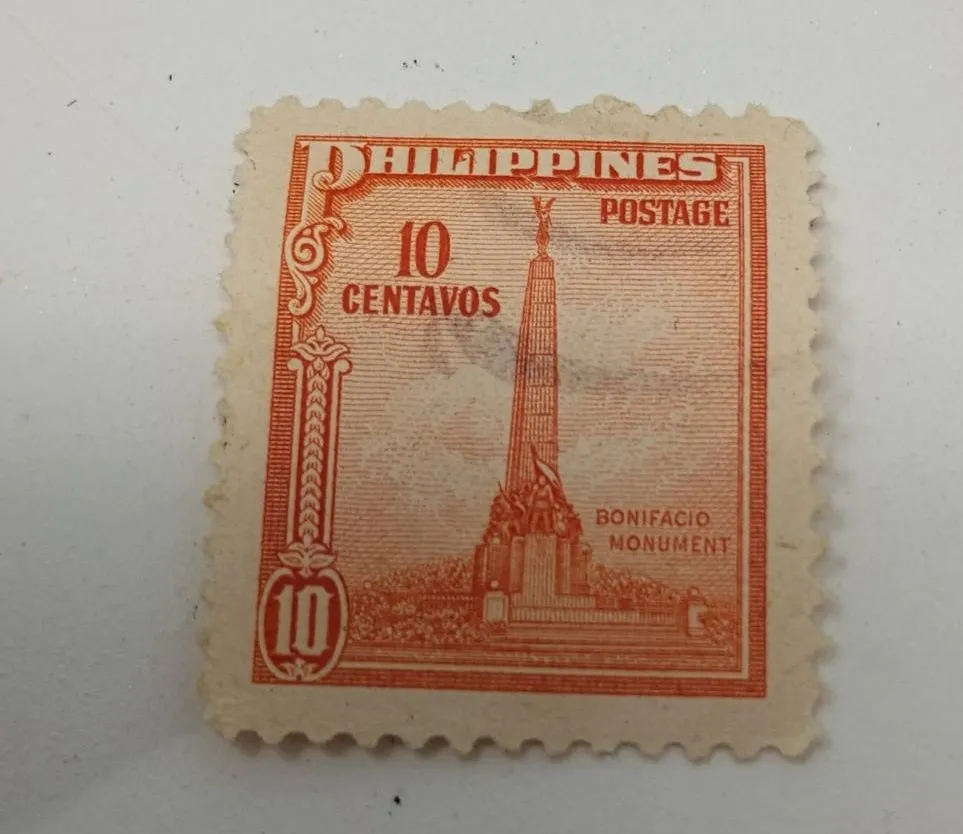 PHILIPPINES
POSTAGE
10
CENTAVOS
BONIFACIO
MONUMENT
10